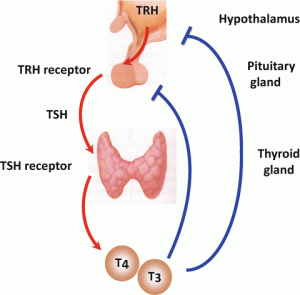 TRH
Hypothalamus
TRH receptor
Pituitary
gland
TSH
TSH receptor
Thyroid
gland
T4
T3